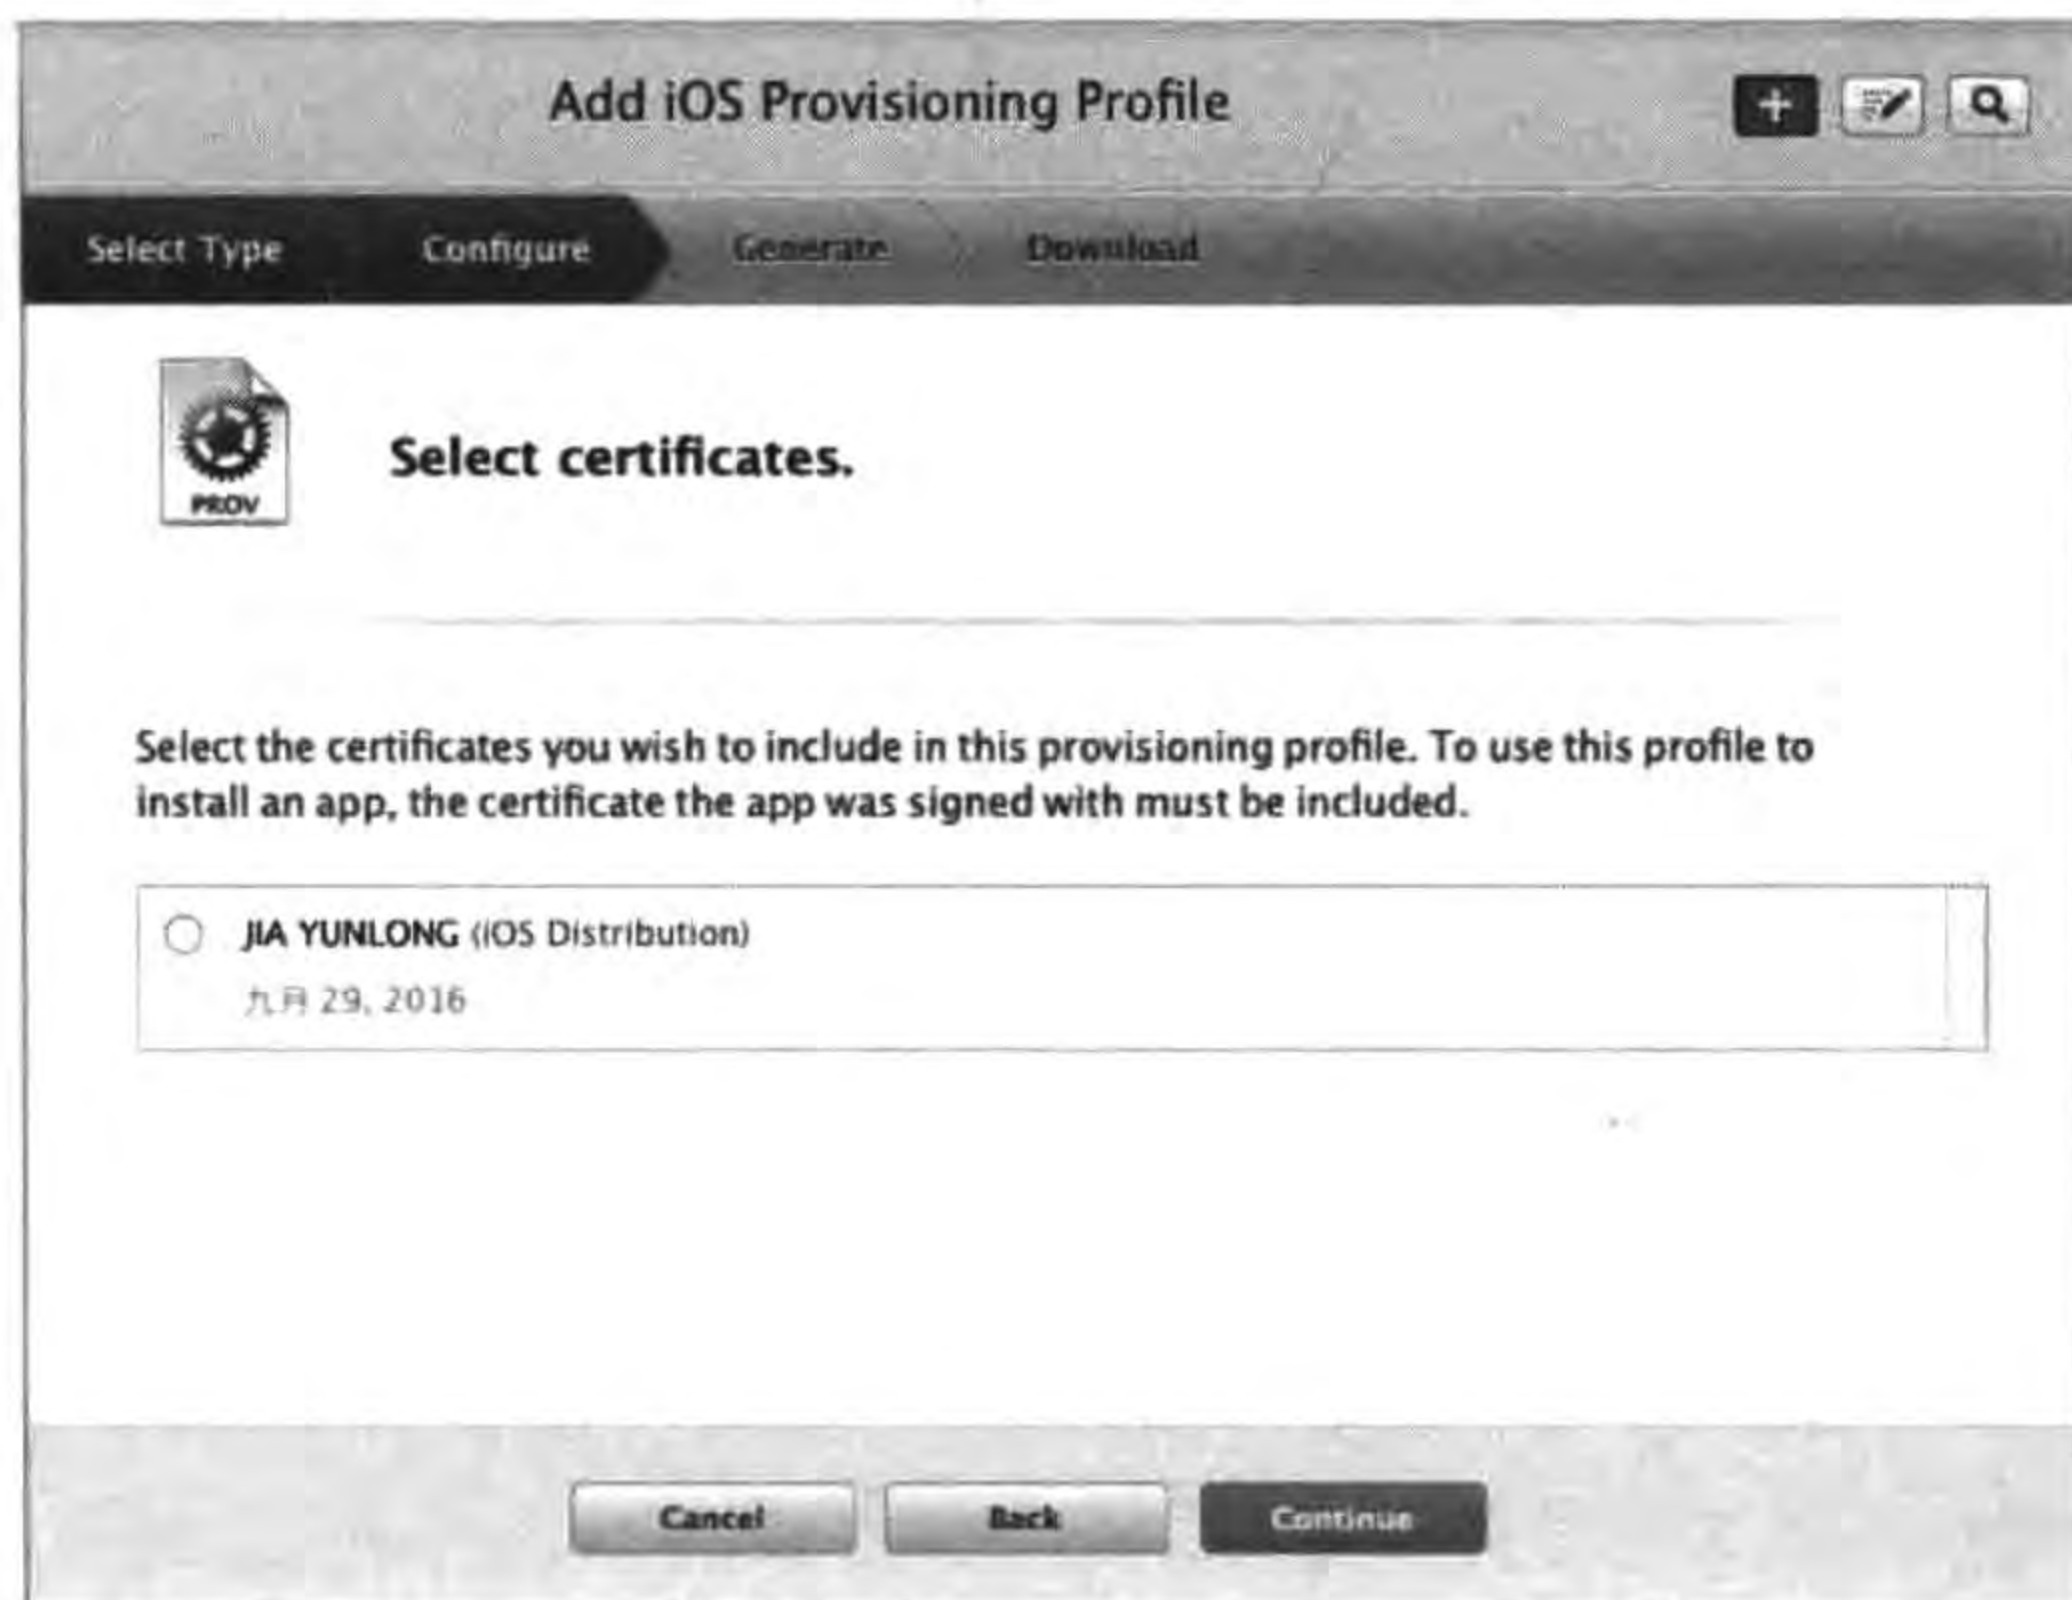 Add iOS Provisioning Profile
Select Type Configure Generate Download
PROV
Select certificates.
Select the certificates you wish to include in this provisioning profile. To use this profile to
install an app, the certificate the app was signed with must be included.
JIA YUNLONG (iOS Distribution)
九月 29, 2016
Cancel Back Continue